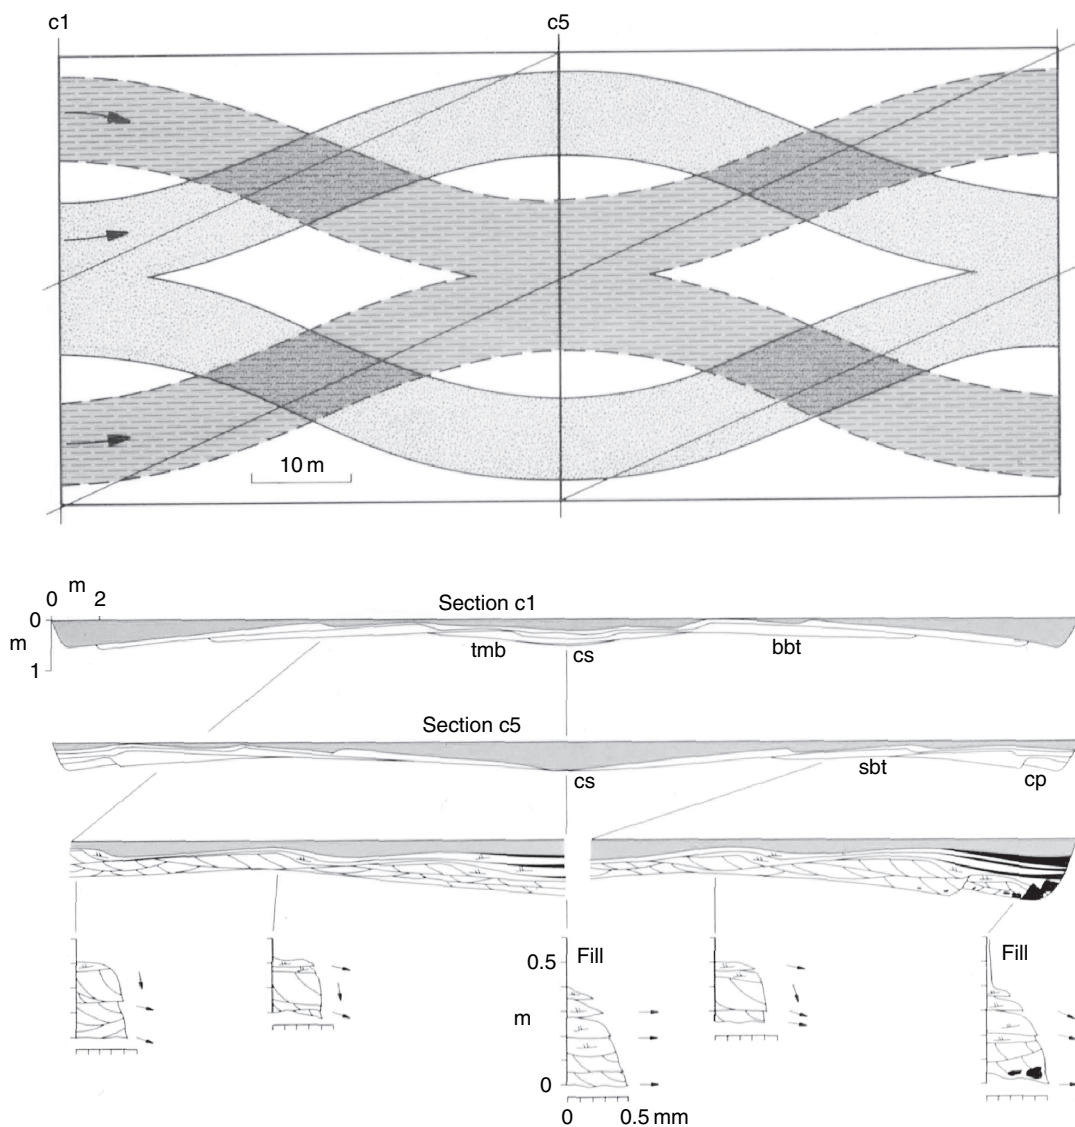 c1 c5
10 m
m
0 2
0 Section c1
m
tmb cs bbt
1
Section c5
cs sbt cp
0.5 Fill Fill
m
0
0 0.5 mm